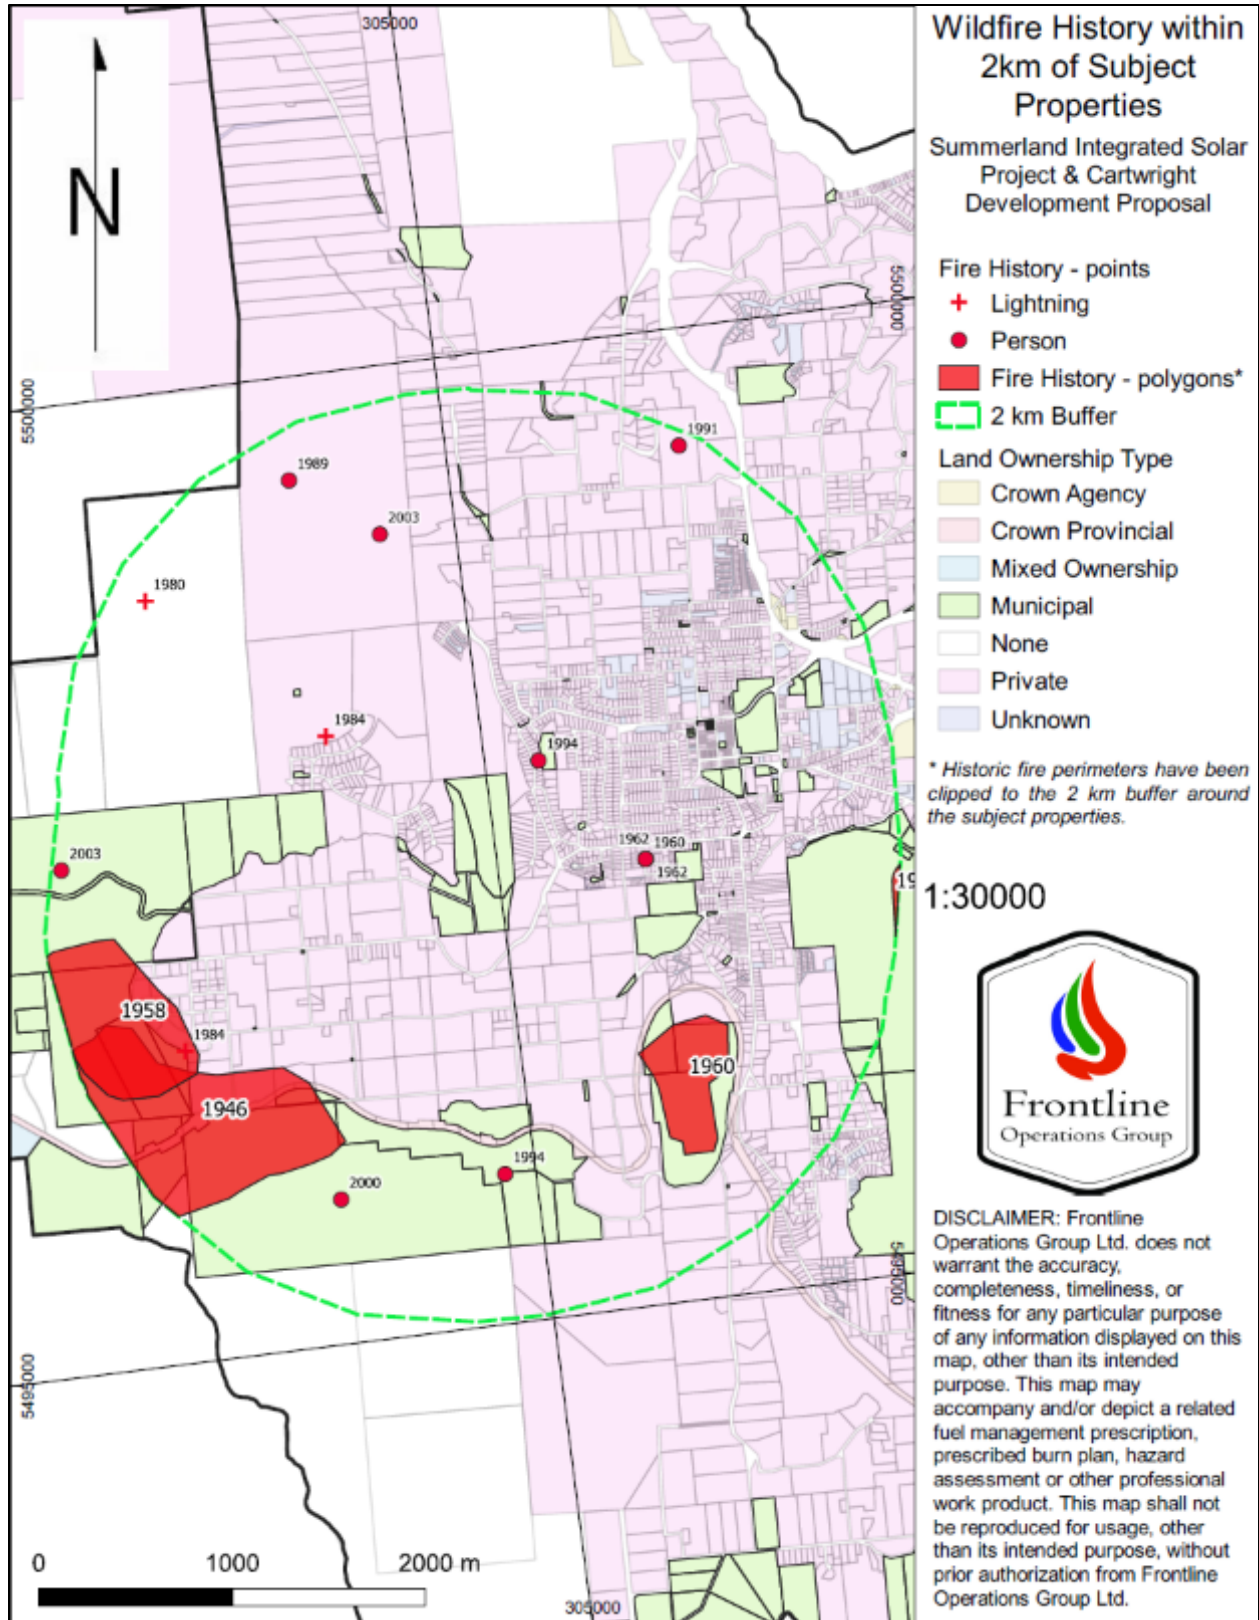 Wildfire History within
2km of Subject
Properties
Summerland Integrated Solar
Project & Cartwright
Development Proposal
Fire History - points
Lightning
Person
Fire History - polygons*
2 km Buffer
Land Ownership Type
Crown Agency
Crown Provincial
Mixed Ownership
Municipal
None
Private
Unknown
* Historic fire perimeters have been
clipped to the 2 km buffer around
the subject properties.
1:30000
Frontline
Operations Group
DISCLAIMER: Frontline
Operations Group Ltd. does not
warrant the accuracy,
completeness, timeliness, or
fitness for any particular purpose
of any information displayed on this
map, other than its intended
purpose. This map may
accompany and/or depict a related
fuel management prescription,
prescribed burn plan, hazard
assessment or other professional
work product. This map shall not
be reproduced for usage, other
than its intended purpose, without
prior authorization from Frontline
Operations Group Ltd.
305000
N
5500000
5500000
1991
1989
2003
1980
1984
1994
1962 1960
1962
2003
19
1958
1984
1960
1946
1994
2000
5495000
5495000
0 1000 2000 m
305000